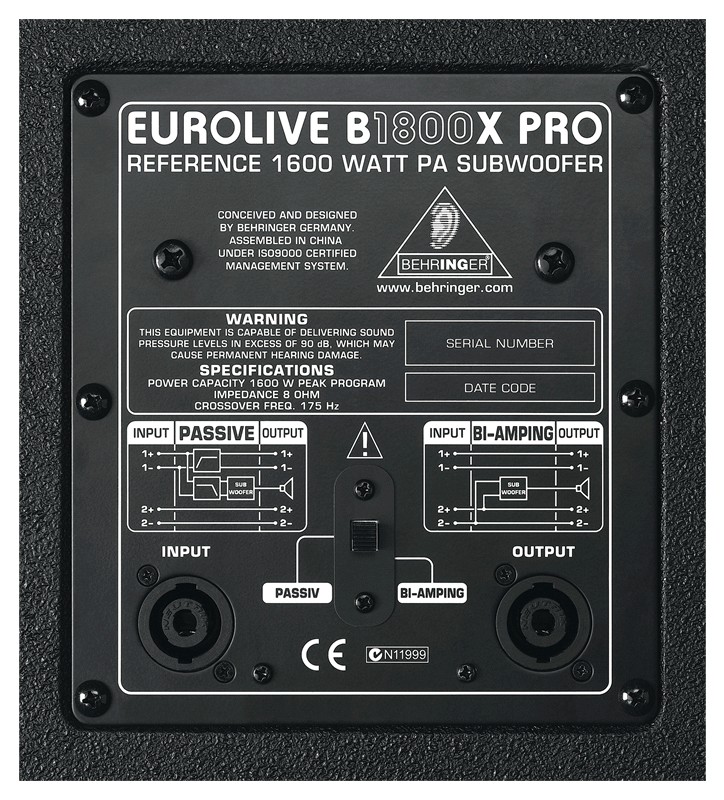 EUROLIVE B1800X PRO
REFERENCE 1600 WATT PA SUBWOOFER
CONCEIVED AND DESIGNED
BY BEHRINGER GERMANY.
ASSEMBLED IN CHINA
UNDER ISO9000 CERTIFIED
MANAGEMENT SYSTEM.
BEHRINGER®
www.behringer.com
WARNING
THIS EQUIPMENT IS CAPABLE OF DELIVERING SOUND
PRESSURE LEVELS IN EXCESS OF 90 dB, WHICH MAY
CAUSE PERMANENT HEARING DAMAGE.
SPECIFICATIONS
POWER CAPACITY 1600 W PEAK PROGRAM
IMPEDANCE 8 OHM
CROSSOVER FREQ. 175 Hz
SERIAL NUMBER
DATE CODE
INPUT PASSIVE OUTPUT
1+ 1+
1- 1-
SUB
WOOFER
2+ 2+
2- 2-
!
INPUT BI-AMPING OUTPUT
1+ 1+
1- 1-
SUB
WOOFER
2+ 2+
2- 2-
INPUT
OUTPUT
PASSIV
BI-AMPING
CE
N11999